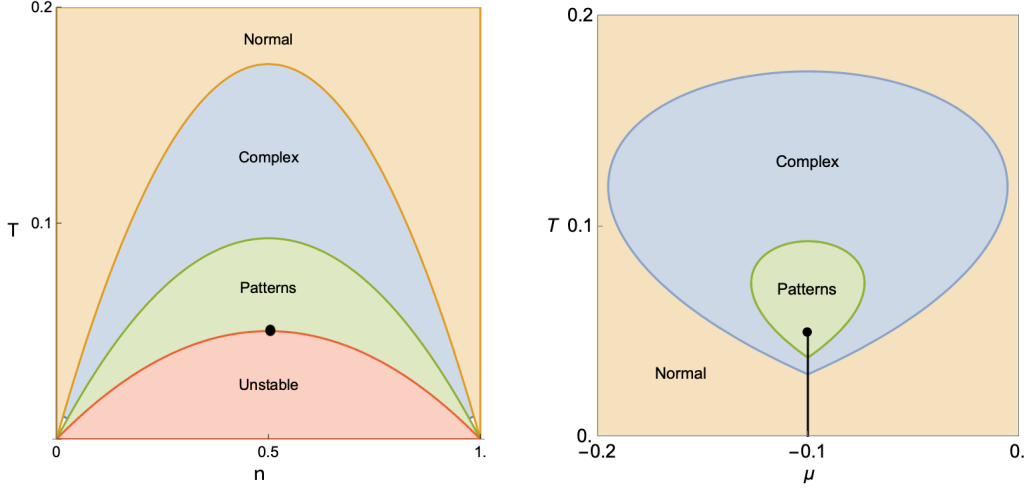 0.2
Normal
Complex
T
0.1
Patterns
Unstable
0
0.5
1.
n
0.2
Complex
T
0.1
Patterns
Normal
0.
−0.2
−0.1
0.
μ